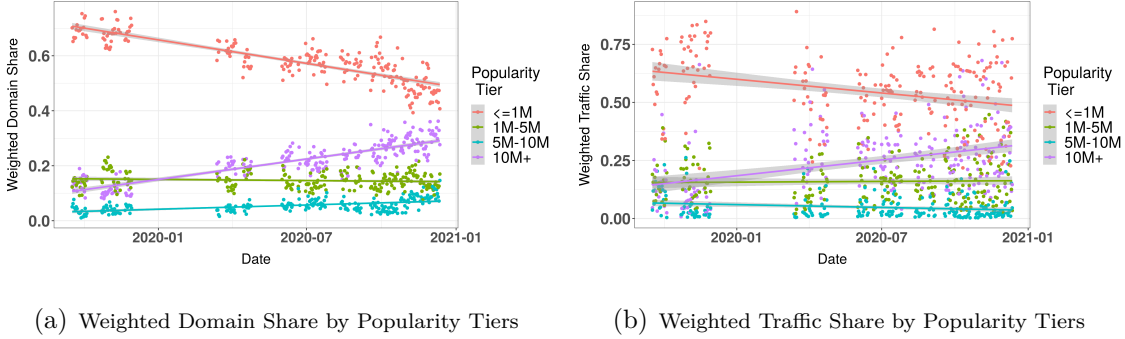 Weighted Domain Share
0.6
0.4
0.2
0.0
2020-01
2020-07
2021-01
Date
Popularity
Tier
<=1M
1M-5M
5M-10M
10M+
Weighted Traffic Share
0.75
0.50
0.25
0.00
2020-01
2020-07
2021-01
Date
Popularity
Tier
<=1M
1M-5M
5M-10M
10M+
(a) Weighted Domain Share by Popularity Tiers
(b) Weighted Traffic Share by Popularity Tiers